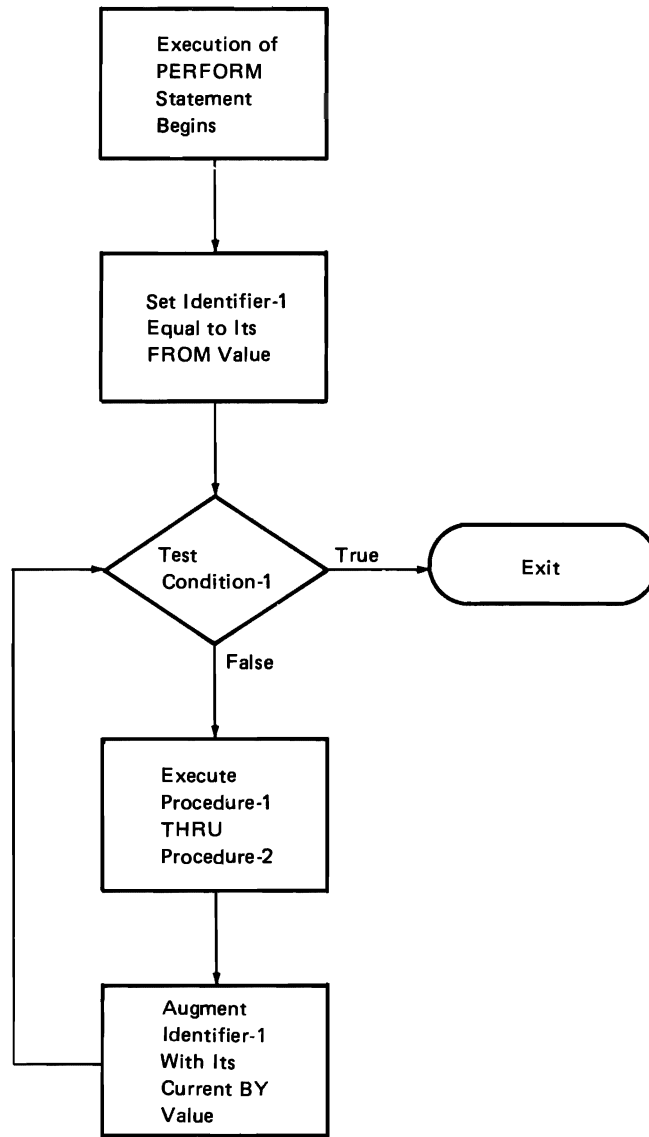 Execution of
PERFORM
Statement
Begins
Set Identifier-1
Equal to Its
FROM Value
Test
Condition-1
True
Exit
False
Execute
Procedure-1
THRU
Procedure-2
Augment
Identifier-1
With Its
Current BY
Value